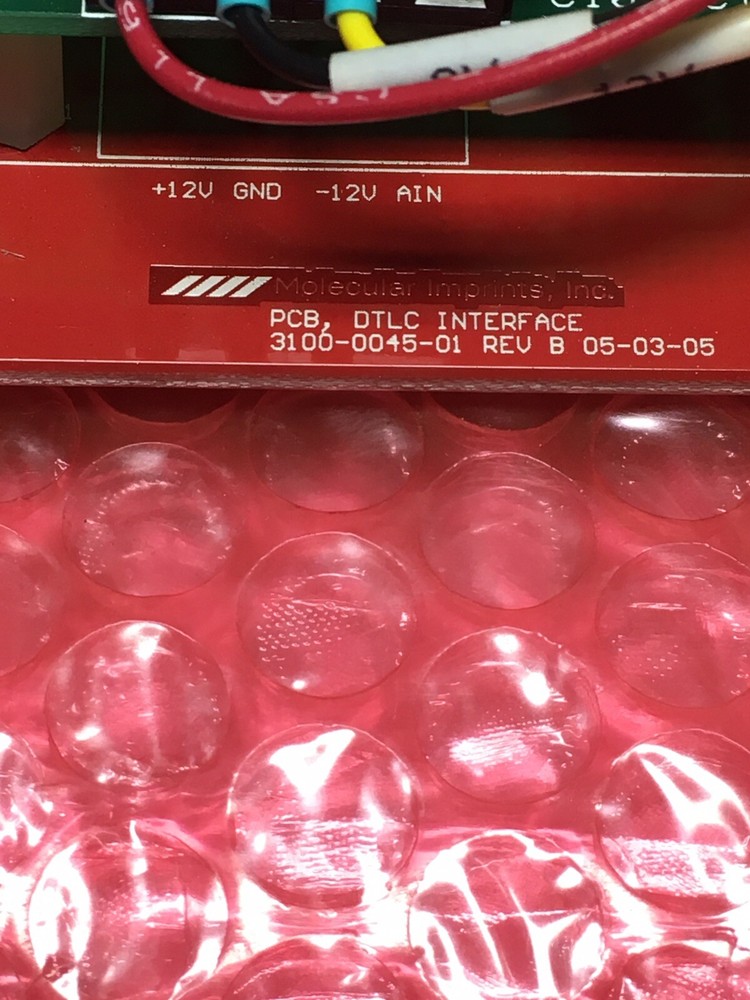 +12V GND -12V AIN
Molecular Imprints, Inc.
PCB, DTLC INTERFACE
3100-0045-01 REV B 05-03-05